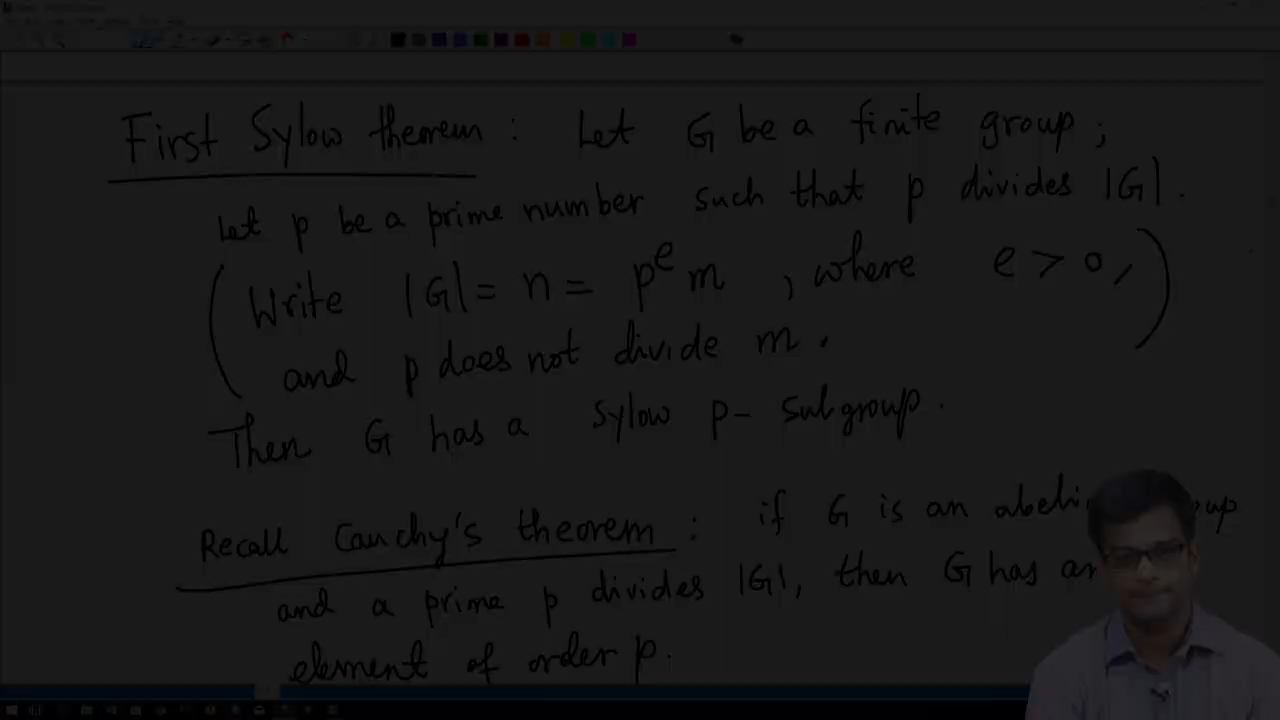 First Sylow theorem : Let G be a finite group ;
Let p be a prime number such that p divides |G|.
(Write |G| = n = p^e m , where e > 0,)
and p does not divide m .
Then G has a Sylow p- subgroup .
Recall Cauchy's theorem : if G is an
and a prime p divides |G|, then G has an
element of order p.